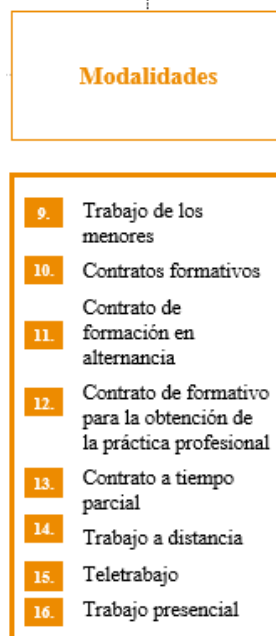 Modalidades
9. Trabajo de los
menores
10. Contratos formativos
Contrato de
11. formación en
alternancia
Contrato de formativo
12. para la obtención de
la práctica profesional
13. Contrato a tiempo
parcial
14. Trabajo a distancia
15. Teletrabajo
16. Trabajo presencial